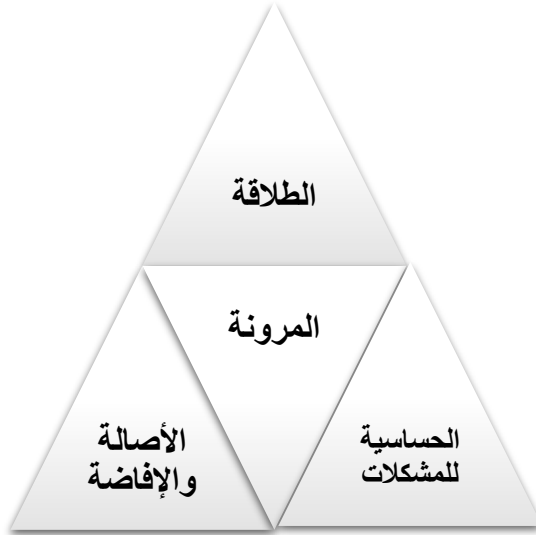 الطلاقة
المرونة
الحساسية
للمشكلات
الأصالة
والإفاضة